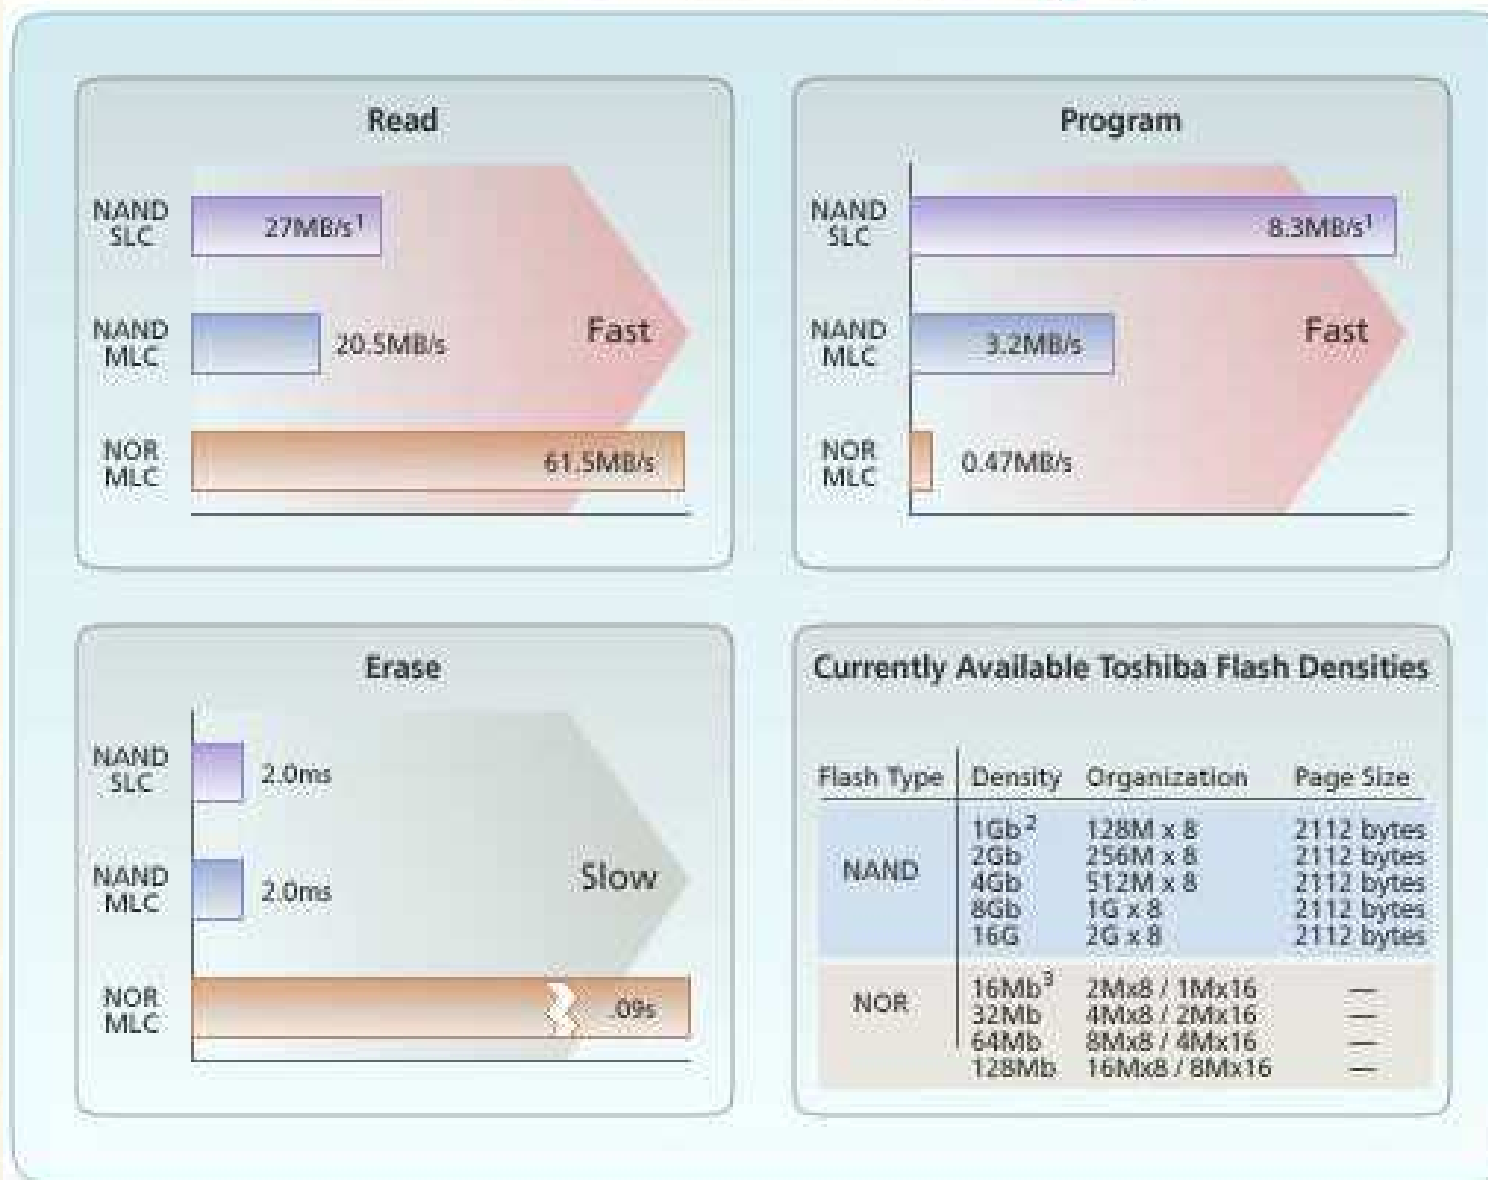 Read
NAND
SLC
27MB/s¹
NAND
MLC
20.5MB/s
Fast
NOR
MLC
61.5MB/s
Program
NAND
SLC
8.3MB/s¹
NAND
MLC
3.2MB/s
Fast
NOR
MLC
0.47MB/s
Erase
NAND
SLC
2.0ms
NAND
MLC
2.0ms
Slow
NOR
MLC
.09s
Currently Available Toshiba Flash Densities
Flash Type Density Organization Page Size
NAND
1Gb² 128M x 8 2112 bytes
2Gb 256M x 8 2112 bytes
4Gb 512M x 8 2112 bytes
8Gb 1G x 8 2112 bytes
16G 2G x 8 2112 bytes
NOR
16Mb³ 2Mx8 / 1Mx16 —
32Mb 4Mx8 / 2Mx16 —
64Mb 8Mx8 / 4Mx16 —
128Mb 16Mx8 / 8Mx16 —